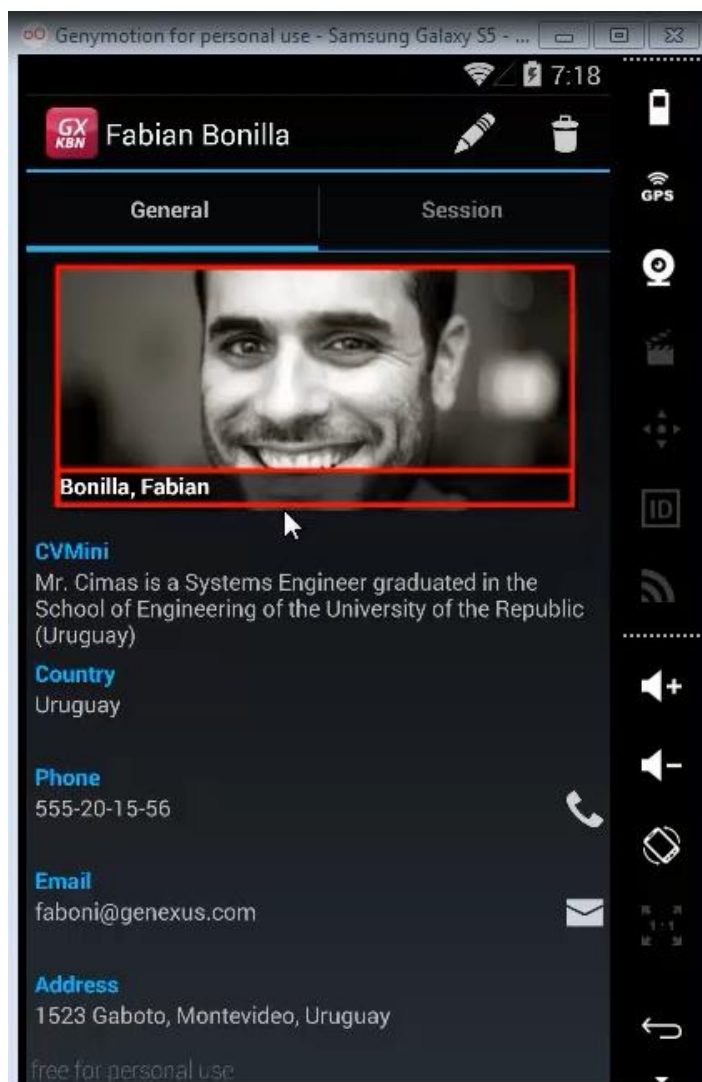 Genymotion for personal use - Samsung Galaxy S5 - ...
7:18
GX
KBN
Fabian Bonilla
General
Session
GPS
Bonilla, Fabian
CVMini
Mr. Cimas is a Systems Engineer graduated in the
School of Engineering of the University of the Republic
(Uruguay)
Country
Uruguay
Phone
555-20-15-56
Email
faboni@genexus.com
Address
1523 Gaboto, Montevideo, Uruguay
free for personal use
ID
1:1